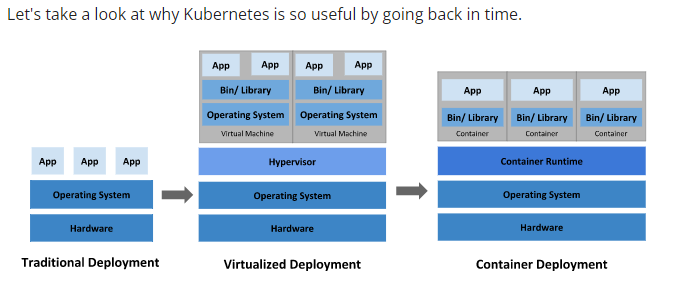 Let's take a look at why Kubernetes is so useful by going back in time.
App App App
Operating System
Hardware
Traditional Deployment
App App App App
Bin/ Library Bin/ Library
Operating System Operating System
Virtual Machine Virtual Machine
Hypervisor
Operating System
Hardware
Virtualized Deployment
App App App
Bin/ Library Bin/ Library Bin/ Library
Container Container Container
Container Runtime
Operating System
Hardware
Container Deployment